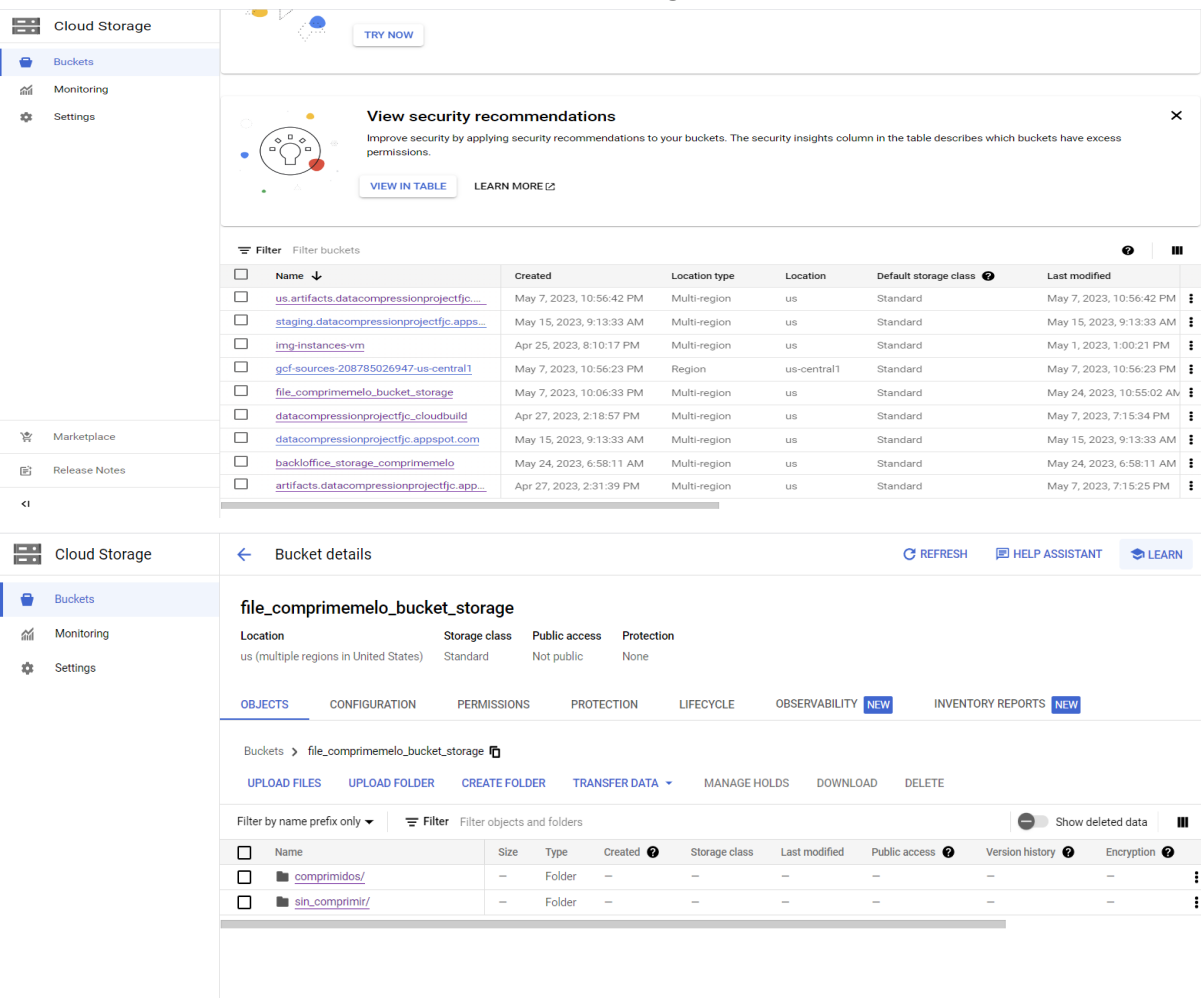 Cloud Storage
TRY NOW
Buckets
Monitoring
Settings
View security recommendations
Improve security by applying security recommendations to your buckets. The security insights column in the table describes which buckets have excess
permissions.
VIEW IN TABLE LEARN MORE
Filter Filter buckets
Name Created Location type Location Default storage class Last modified
us.artifacts.datacompressionprojectfjc.... May 7, 2023, 10:56:42 PM Multi-region us Standard May 7, 2023, 10:56:42 PM
staging.datacompressionprojectfjc.apps... May 15, 2023, 9:13:33 AM Multi-region us Standard May 15, 2023, 9:13:33 AM
img-instances-vm Apr 25, 2023, 8:10:17 PM Multi-region us Standard May 1, 2023, 1:00:21 PM
gcf-sources-208785026947-us-central1 May 7, 2023, 10:56:23 PM Region us-central1 Standard May 7, 2023, 10:56:23 PM
file_comprimemelo_bucket_storage May 7, 2023, 10:06:33 PM Multi-region us Standard May 24, 2023, 10:55:02 AM
datacompressionprojectfjc_cloudbuild Apr 27, 2023, 2:18:57 PM Multi-region us Standard May 7, 2023, 7:15:34 PM
datacompressionprojectfjc.appspot.com May 15, 2023, 9:13:33 AM Multi-region us Standard May 15, 2023, 9:13:33 AM
backloffice_storage_comprimemelo May 24, 2023, 6:58:11 AM Multi-region us Standard May 24, 2023, 6:58:11 AM
artifacts.datacompressionprojectfjc.app... Apr 27, 2023, 2:31:39 PM Multi-region us Standard May 7, 2023, 7:15:25 PM
Marketplace
Release Notes
Cloud Storage
Bucket details
REFRESH HELP ASSISTANT LEARN
Buckets
Monitoring
Settings
file_comprimemelo_bucket_storage
Location Storage class Public access Protection
us (multiple regions in United States) Standard Not public None
OBJECTS CONFIGURATION PERMISSIONS PROTECTION LIFECYCLE OBSERVABILITY NEW INVENTORY REPORTS NEW
Buckets > file_comprimemelo_bucket_storage
UPLOAD FILES UPLOAD FOLDER CREATE FOLDER TRANSFER DATA MANAGE HOLDS DOWNLOAD DELETE
Filter by name prefix only Filter Filter objects and folders Show deleted data
Name Size Type Created Storage class Last modified Public access Version history Encryption
comprimidos/ — Folder — — — — — —
sin_comprimir/ — Folder — — — — — —